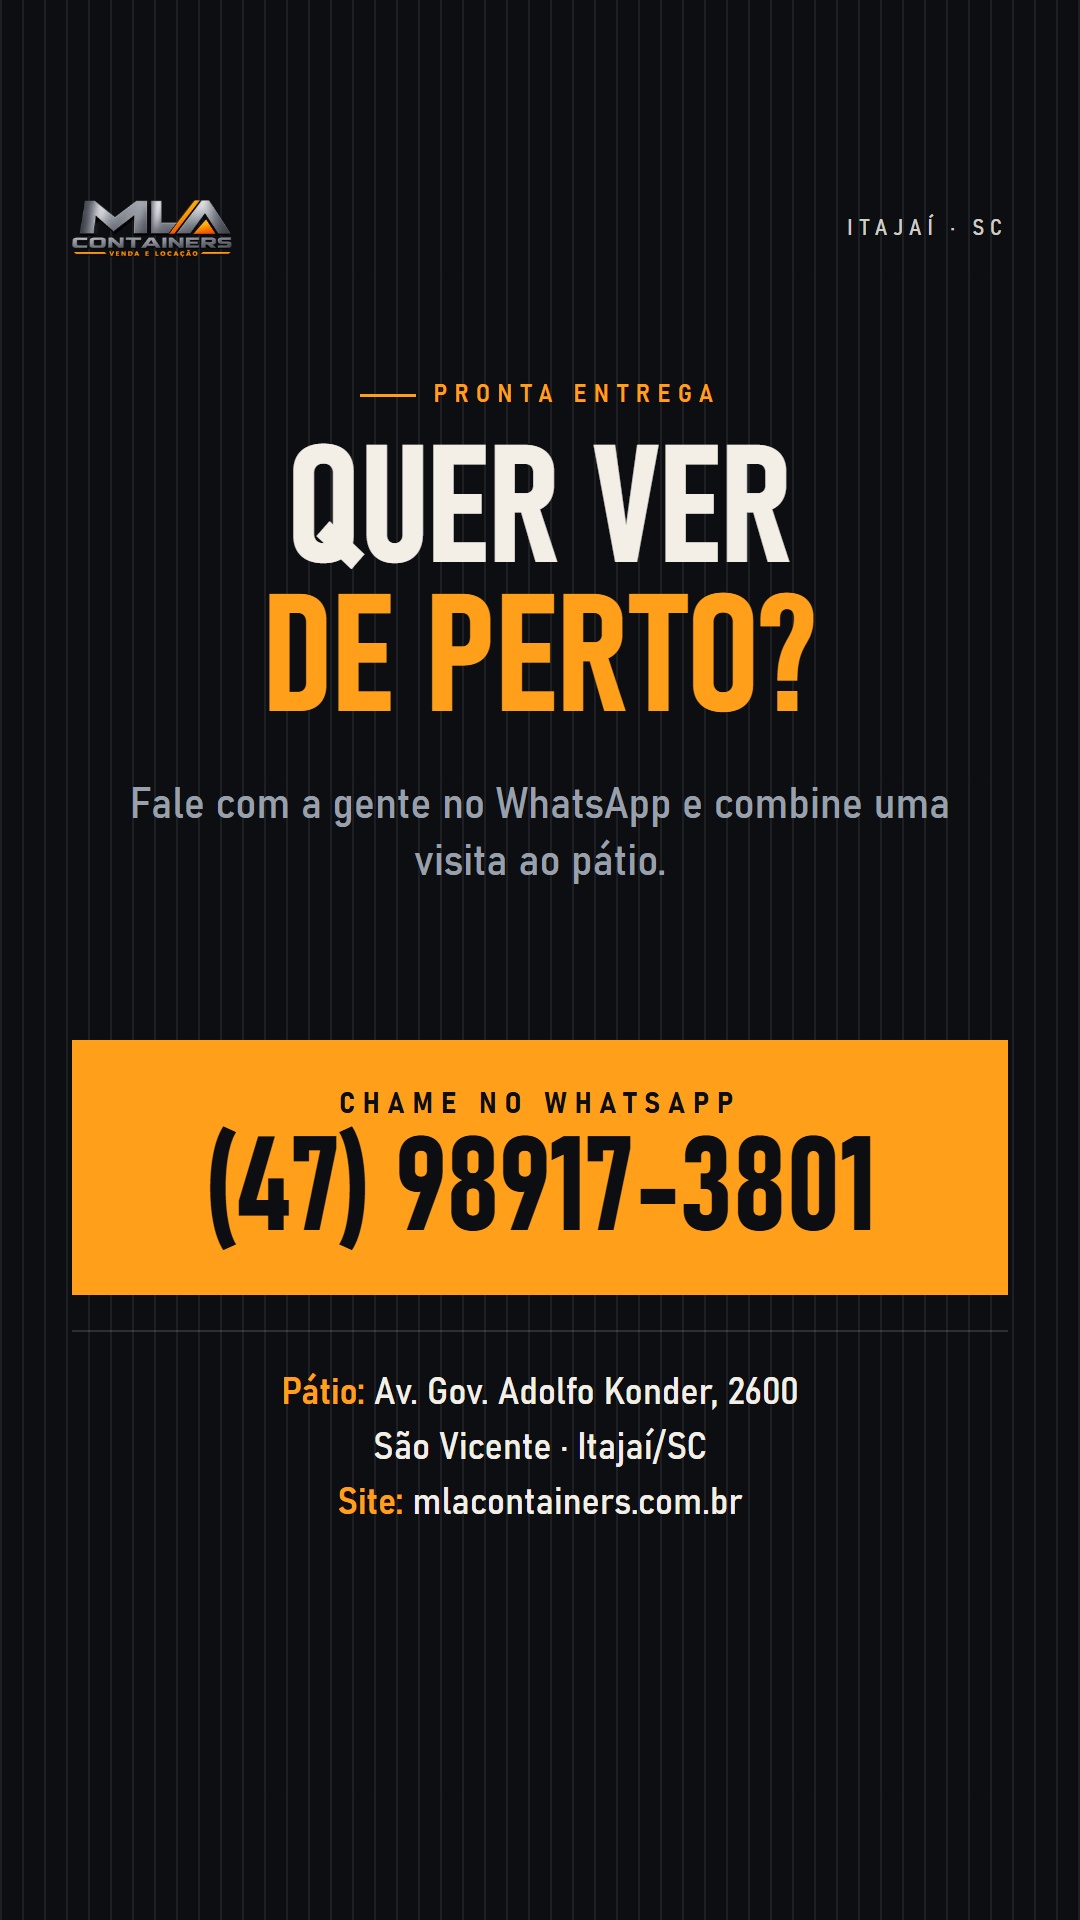 MLA
CONTAINERS
VENDA E LOCAÇÃO
ITAJAÍ · SC
PRONTA ENTREGA
QUER VER
DE PERTO?
Fale com a gente no WhatsApp e combine uma
visita ao pátio.
CHAME NO WHATSAPP
(47) 98917-3801
Pátio: Av. Gov. Adolfo Konder, 2600
São Vicente · Itajaí/SC
Site: mlacontainers.com.br